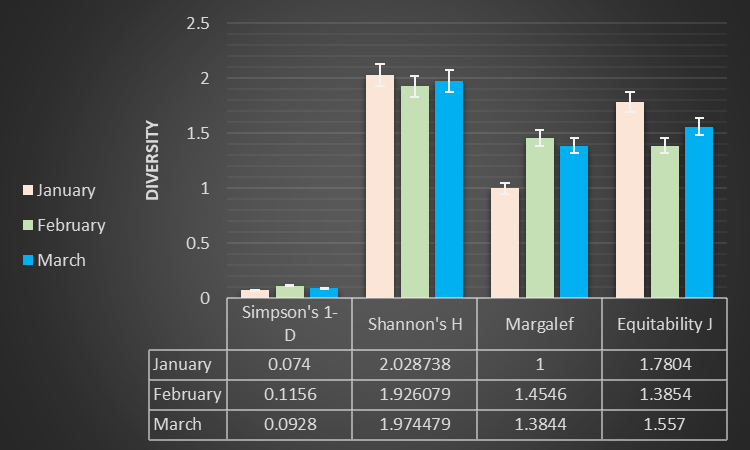 2.5
2
1.5
1
0.5
0
DIVERSITY
January
February
March
Simpson's 1-
D
Shannon's H
Margalef
Equitability J
January 0.074 2.028738 1 1.7804
February 0.1156 1.926079 1.4546 1.3854
March 0.0928 1.974479 1.3844 1.557